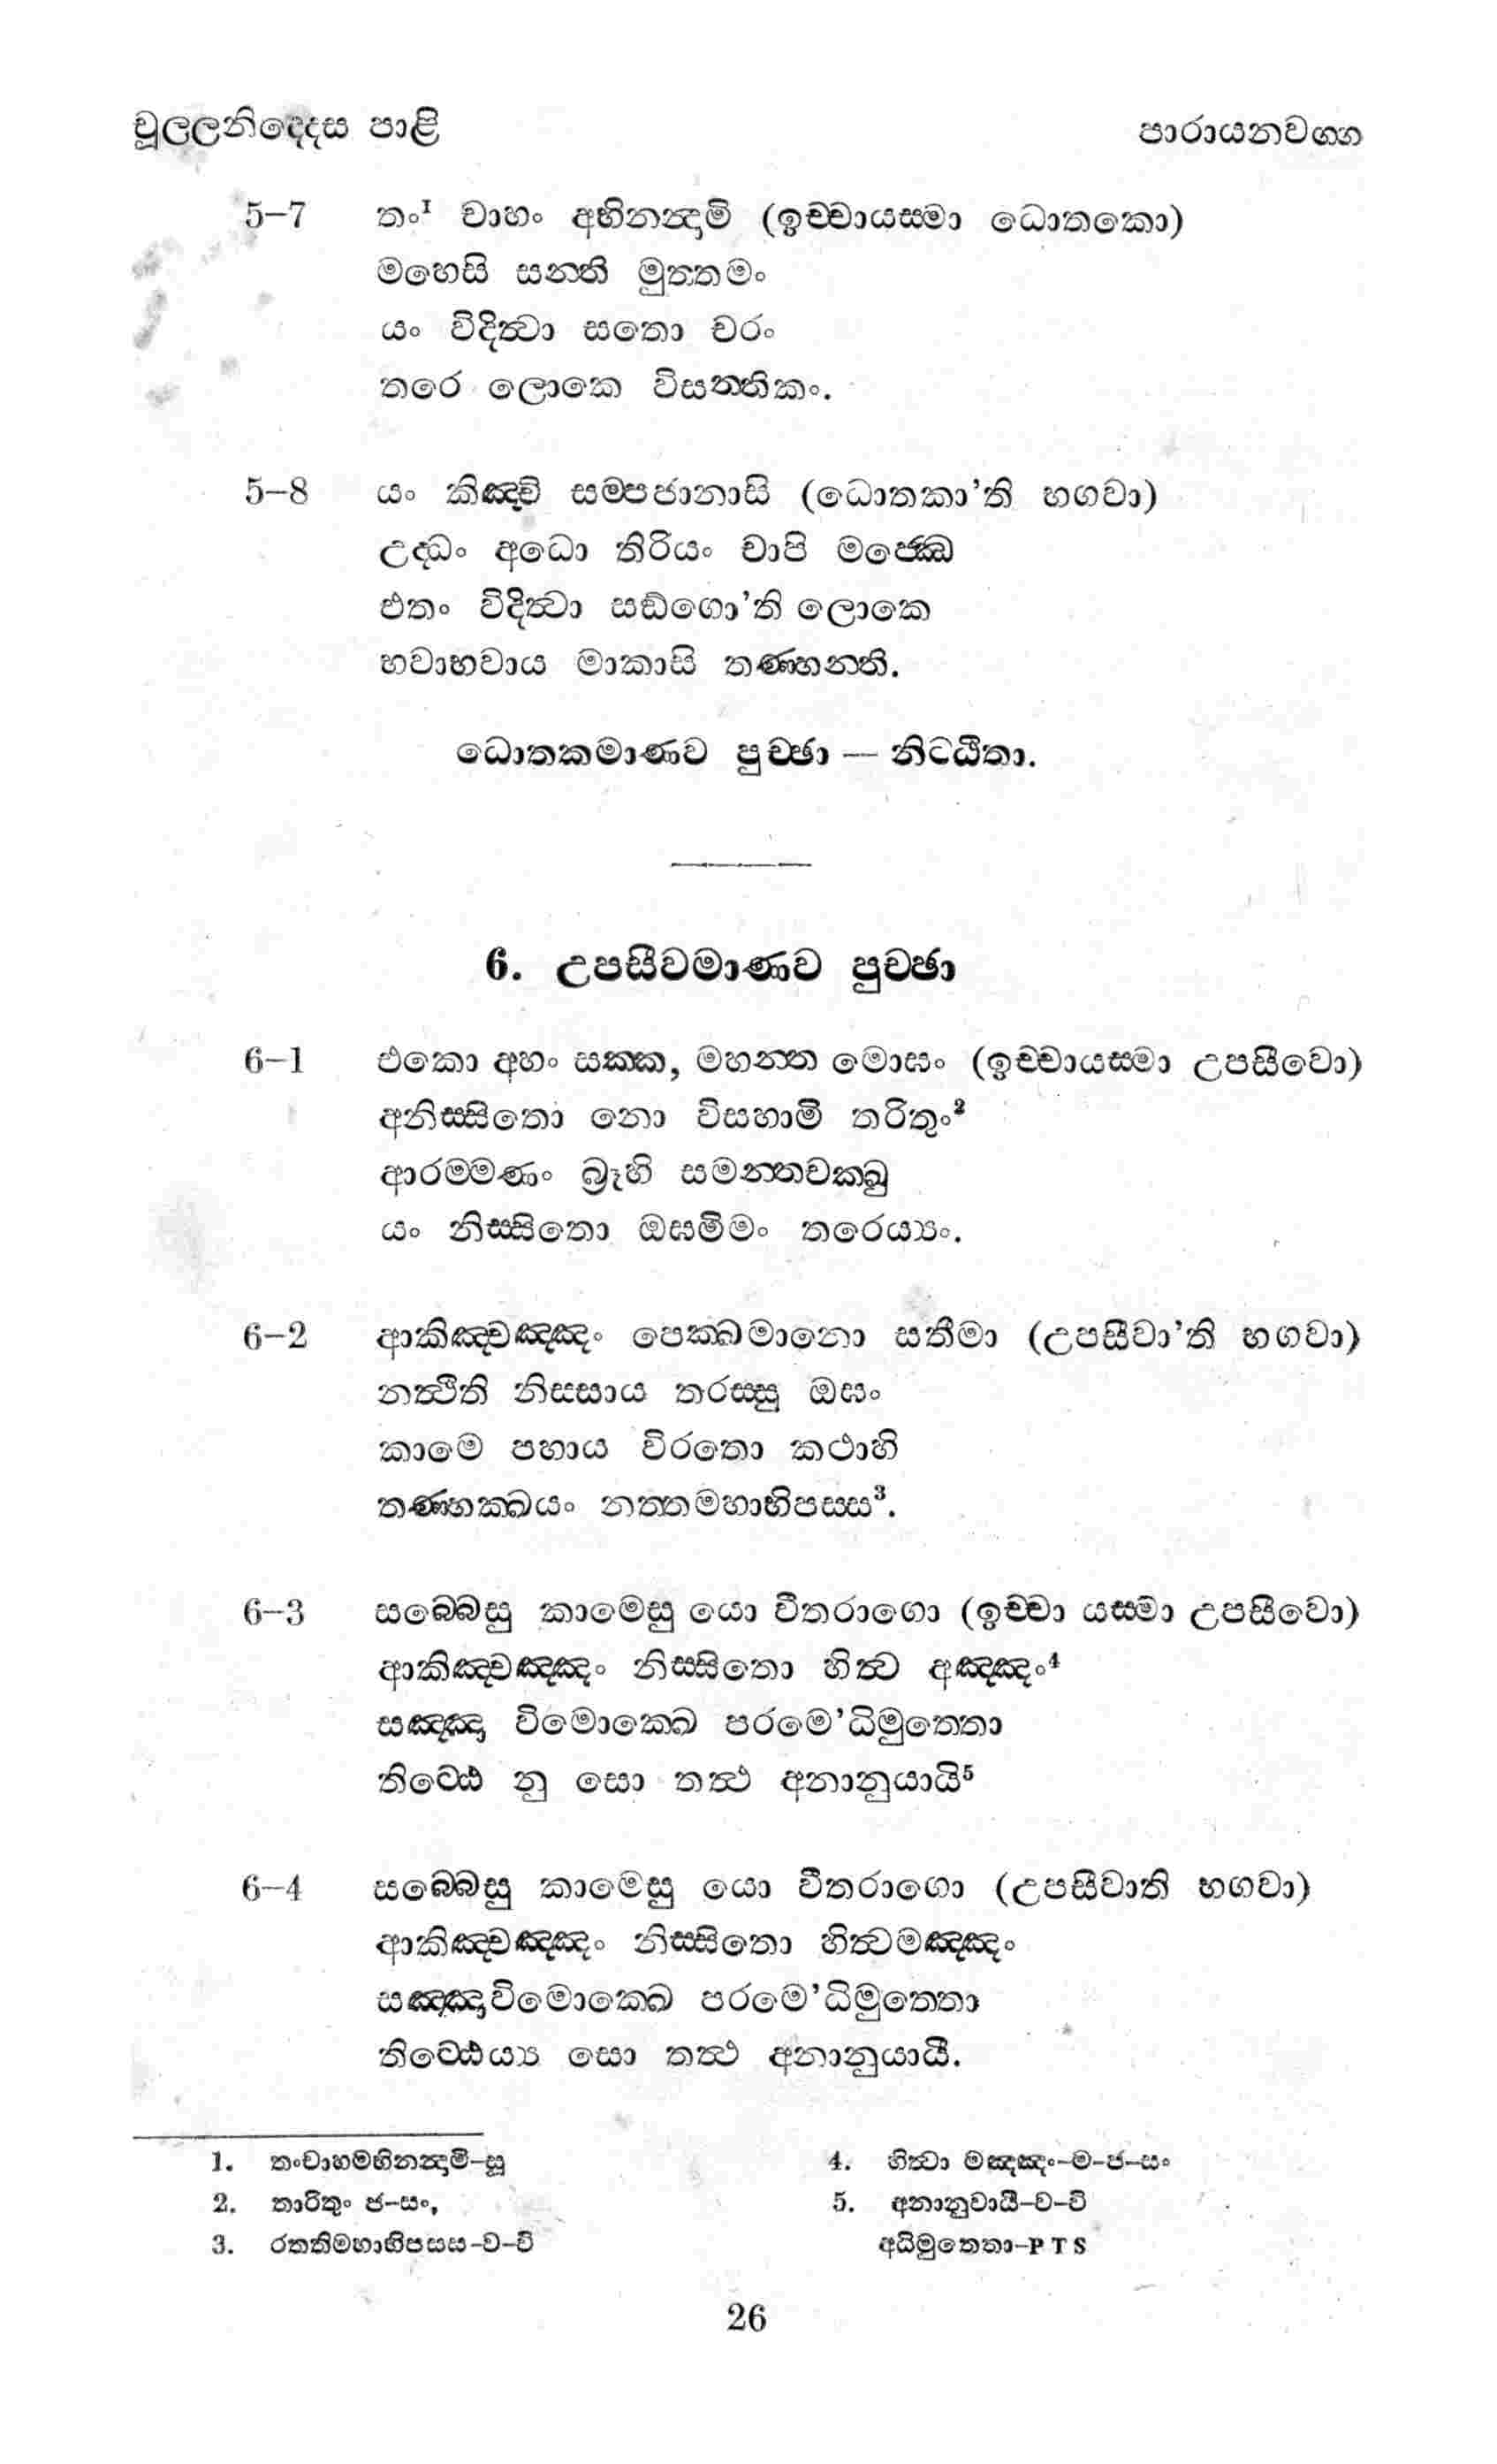 චූලලනිදෙදස පාළි	පාරායනවගග
5–7 තං¹ චාහං අභිනන්‍දාමි (ඉච්චායස්මා ධොතකො)
මහෙසි සන‍්ති මුත‍්තමං
යං විදිත්‍වා සතො චරං
තරෙ ලොකෙ විසත‍්තිකං.
5–8 යං කිඤ‍්චි සම‍්පජානාසි (ධොතකා’ති භගවා)
උද‍්ධං අධො තිරියං චාපි මජ‍්ඣෙ
එතං විදිත්‍වා සඞ්ගො’ති ලොකෙ
භවාභවාය මාකාසි තණ‍්හන‍්ති.
ධොතකමාණව පුච‍්ඡා — නිට‍්ඨිතා.
6. උපසීවමාණව පුච‍්ඡා
6–1 එකො අහං සක‍්ක, මහන‍්ත මොඝං (ඉච්චායස්මා උපසීවො)
අනිස‍්සිතො නො විසහාමි තරිතුං²
ආරම‍්මණං බ්‍රූහි සමන‍්තචක‍්ඛු
යං නිස‍්සිතො ඔඝමිමං තරෙය්‍යං.
6–2 ආකිඤ‍්චඤ‍්ඤං පෙක‍්ඛමානො සතීමා (උපසීවා’ති භගවා)
නත්‍ථීති නිස‍්සාය තරස‍්සු ඔඝං
කාමෙ පහාය විරතො කථාහි
තණ‍්හක‍්ඛයං නත‍්තමහාභිපස‍්ස³.
6–3 සබ‍්බෙසු කාමෙසු යො වීතරාගො (ඉච්චා යස්මා උපසීවො)
ආකිඤ‍්චඤ‍්ඤං නිස‍්සිතො හිත්‍ව අඤ‍්ඤං⁴
සඤ‍්ඤා විමොක‍්ඛෙ පරමෙ’ධිමුත‍්තො
තිට‍්ඨෙ නු සො තත්‍ථ අනානුයායි⁵
6–4 සබ‍්බෙසු කාමෙසු යො වීතරාගො (උපසීවාති භගවා)
ආකිඤ‍්චඤ‍්ඤං නිස‍්සිතො හිත්‍වමඤ‍්ඤං
සඤ‍්ඤාවිමොක‍්ඛෙ පරමෙ’ධිමුත‍්තො
තිට‍්ඨෙය්‍ය සො තත්‍ථ අනානුයායී.
1. තංචාහමභිනන්‍දාමි–සූ
2. තාරිතුං ජ–සං,
3. රතතිමහාභිපසස–ව–වි
4. හිත්‍වා මඤ‍්ඤං–ම–ජ–සං
5. අනානුවායී–ව–වි
අධිමුතෙතා–P T S
26